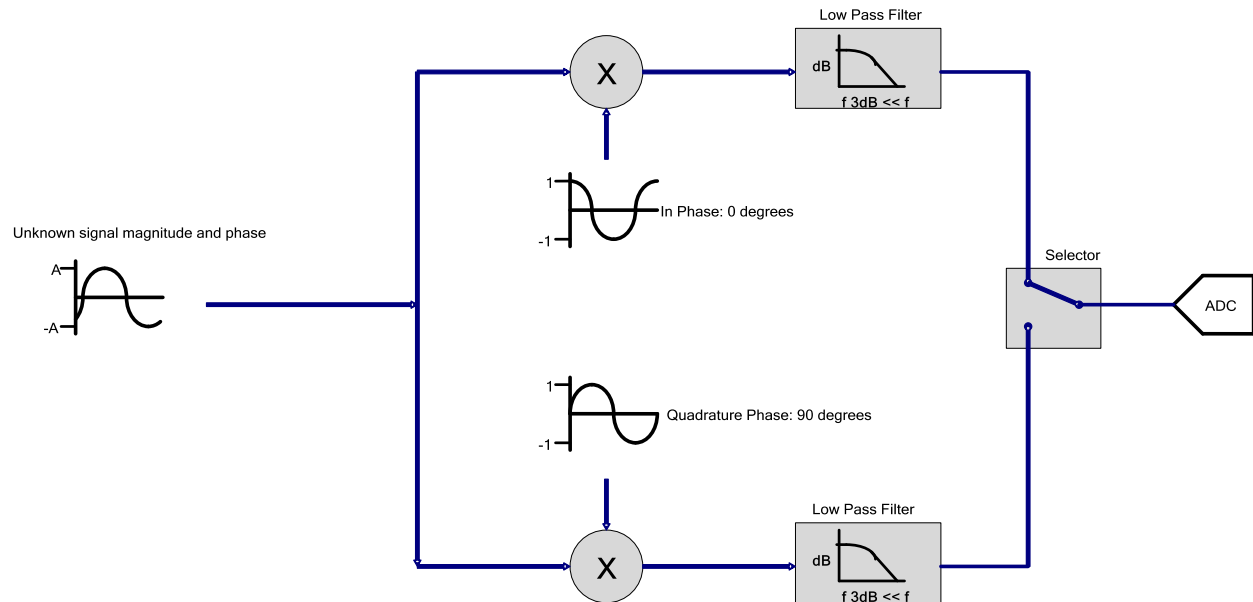 Low Pass Filter
X
dB
f 3dB << f
1
-1
In Phase: 0 degrees
Unknown signal magnitude and phase
A
-A
Selector
ADC
1
-1
Quadrature Phase: 90 degrees
Low Pass Filter
X
dB
f 3dB << f